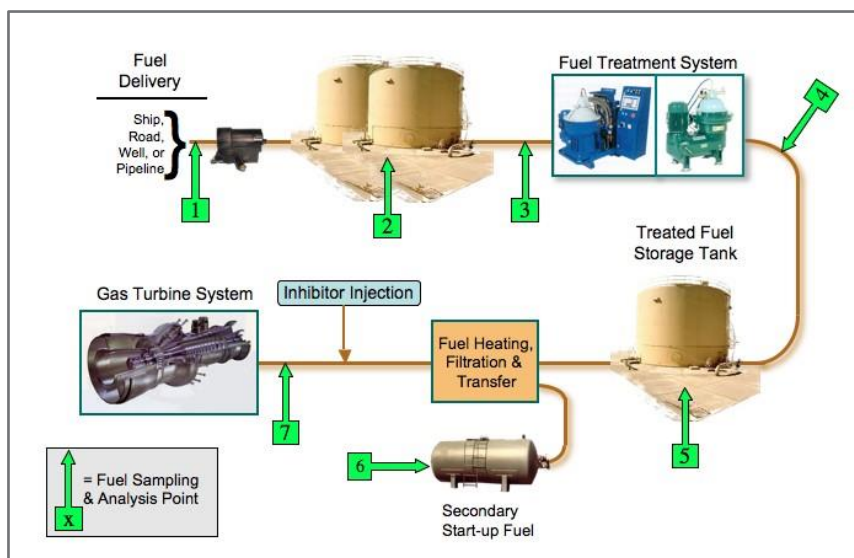 Fuel
Delivery
Ship,
Road,
Well, or
Pipeline
1
2
3
Fuel Treatment System
4
Treated Fuel
Storage Tank
5
Gas Turbine System
Inhibitor Injection
Fuel Heating,
Filtration &
Transfer
7
6
Secondary
Start-up Fuel
x
= Fuel Sampling
& Analysis Point